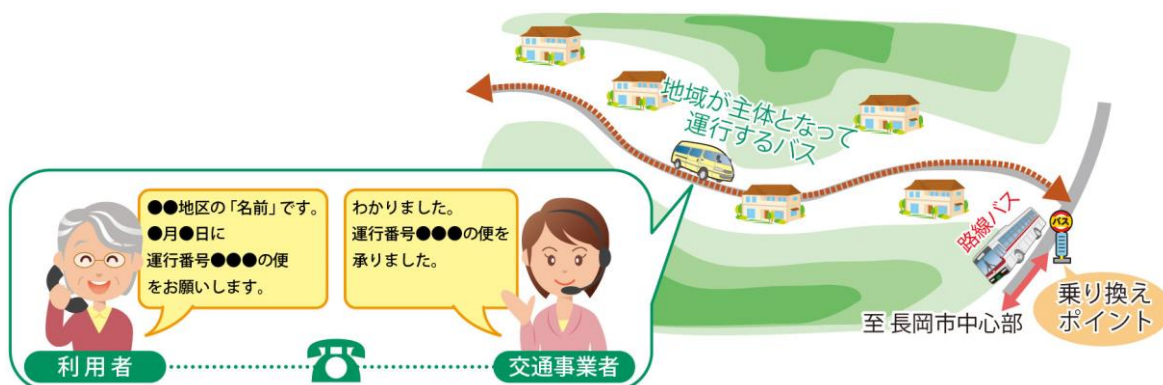 地域が主体となって
運行するバス
●●地区の「名前」です。
●月●日に
運行番号●●●の便
をお願いします。
わかりました。
運行番号●●●の便を
承りました。
利用者
交通事業者
路線バス
バス
乗り換え
ポイント
至 長岡市中心部